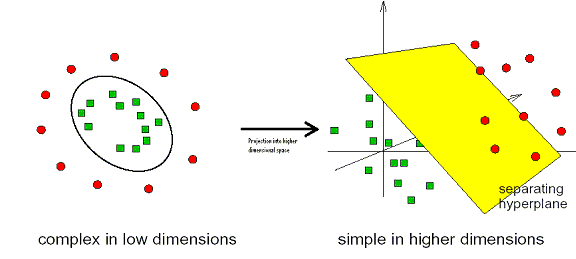 Projection into higher
dimensional space
separating
hyperplane
complex in low dimensions
simple in higher dimensions